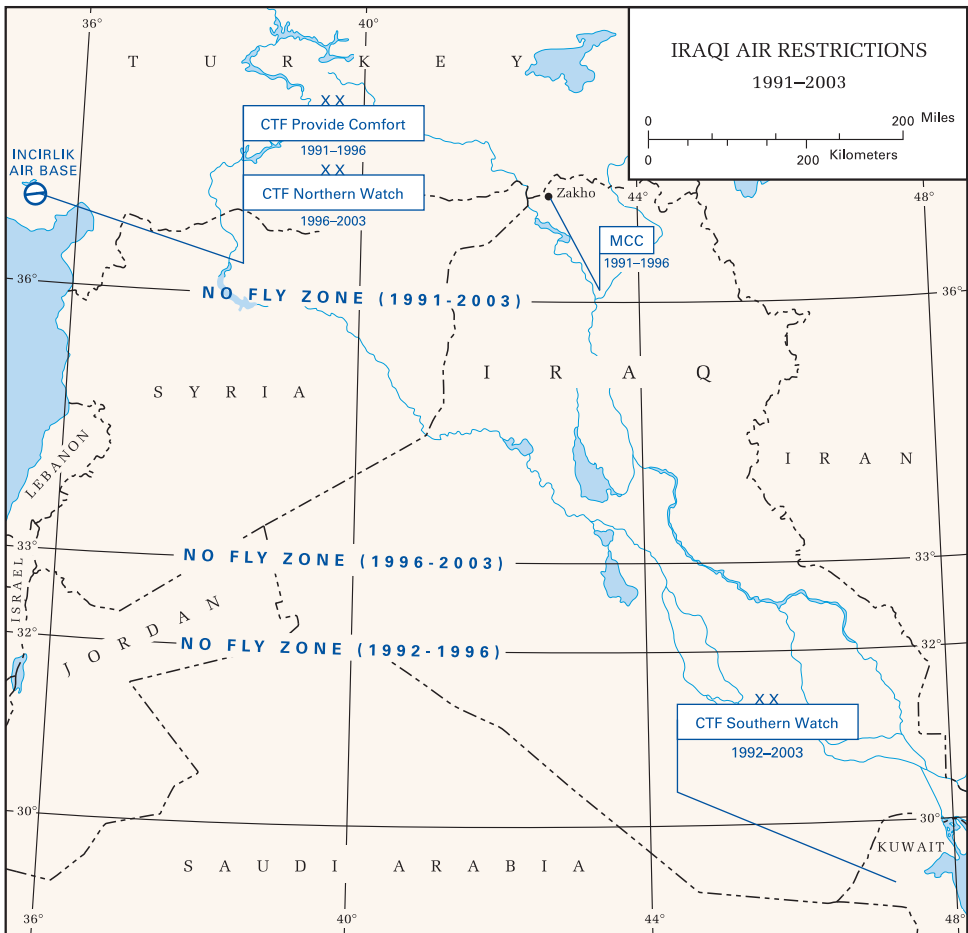 36°
40°
IRAQI AIR RESTRICTIONS
1991–2003
0 200 Miles
0 200 Kilometers
T U R K E Y
X X
CTF Provide Comfort
1991–1996
X X
CTF Northern Watch
1996–2003
INCIRLIK
AIR BASE
Zakho
44°
48°
MCC
1991–1996
36°
NO FLY ZONE (1991-2003)
36°
I R A Q
S Y R I A
LEBANON
I R A N
33°
NO FLY ZONE (1996-2003)
33°
ISRAEL
JORDAN
32°
NO FLY ZONE (1992-1996)
32°
X X
CTF Southern Watch
1992–2003
30°
30°
KUWAIT
S A U D I A R A B I A
36°
40°
44°
48°